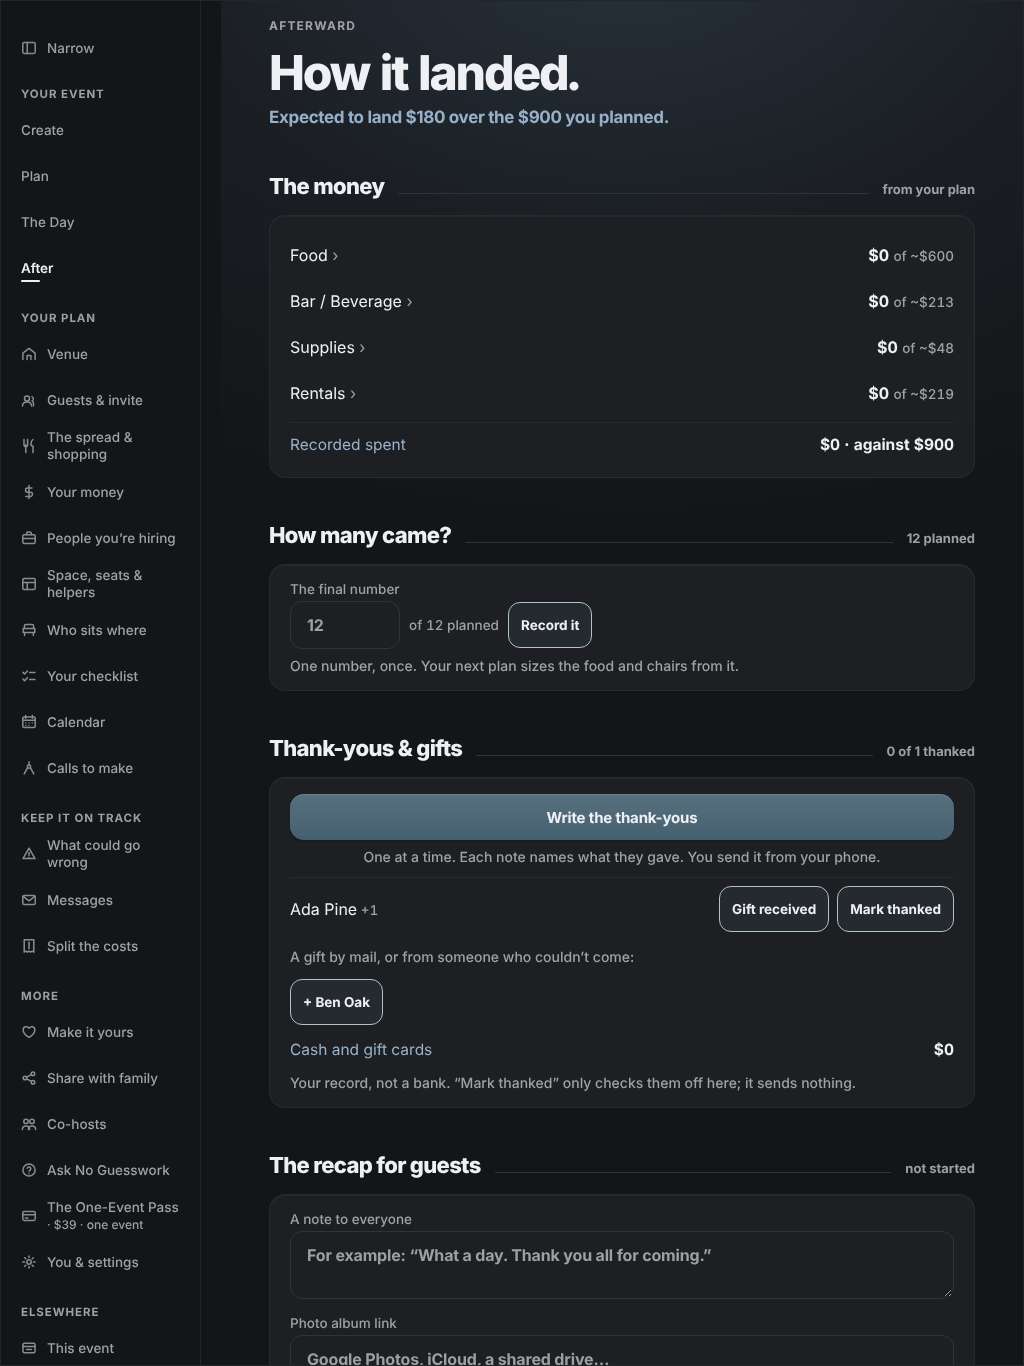 Narrow
YOUR EVENT
Create
Plan
The Day
After
YOUR PLAN
Venue
Guests & invite
The spread &
shopping
Your money
People you’re hiring
Space, seats &
helpers
Who sits where
Your checklist
Calendar
Calls to make
KEEP IT ON TRACK
What could go
wrong
Messages
Split the costs
MORE
Make it yours
Share with family
Co-hosts
Ask No Guesswork
The One-Event Pass
· $39 · one event
You & settings
ELSEWHERE
This event
AFTERWARD
How it landed.
Expected to land $180 over the $900 you planned.
The money from your plan
Food › $0 of ~$600
Bar / Beverage › $0 of ~$213
Supplies › $0 of ~$48
Rentals › $0 of ~$219
Recorded spent $0 · against $900
How many came? 12 planned
The final number
12 of 12 planned Record it
One number, once. Your next plan sizes the food and chairs from it.
Thank-yous & gifts 0 of 1 thanked
Write the thank-yous
One at a time. Each note names what they gave. You send it from your phone.
Ada Pine +1 Gift received Mark thanked
A gift by mail, or from someone who couldn’t come:
+ Ben Oak
Cash and gift cards $0
Your record, not a bank. “Mark thanked” only checks them off here; it sends nothing.
The recap for guests not started
A note to everyone
For example: “What a day. Thank you all for coming.”
Photo album link
Google Photos, iCloud, a shared drive…